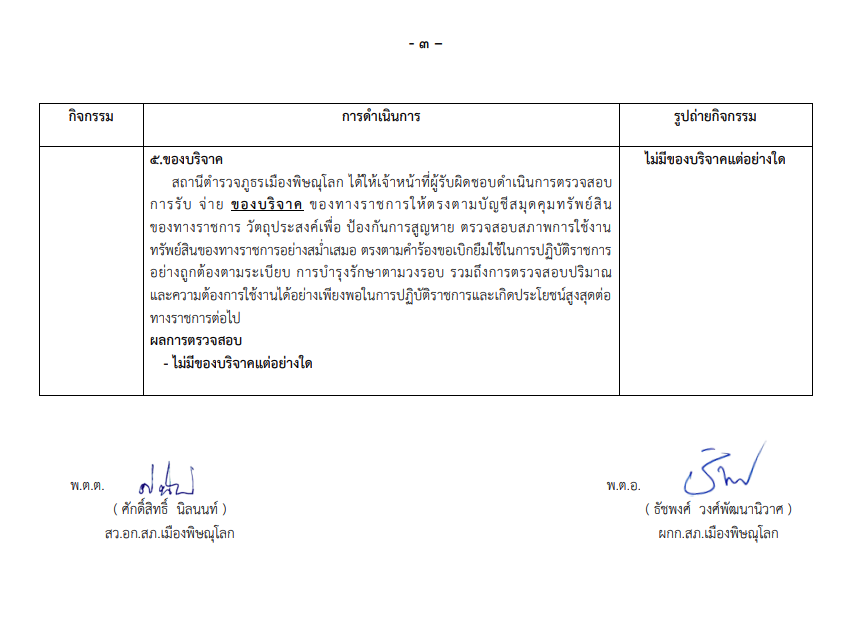 - ๓ –
กิจกรรม
การดำเนินการ
รูปถ่ายกิจกรรม
๕.ของบริจาค
สถานีตำรวจภูธรเมืองพิษณุโลก ได้ให้เจ้าหน้าที่ผู้รับผิดชอบดำเนินการตรวจสอบ
การรับ จ่าย ของบริจาค ของทางราชการให้ตรงตามบัญชีสมุดคุมทรัพย์สิน
ของทางราชการ วัตถุประสงค์เพื่อ ป้องกันการสูญหาย ตรวจสอบสภาพการใช้งาน
ทรัพย์สินของทางราชการอย่างสม่ำเสมอ ตรงตามคำร้องขอเบิกยืมใช้ในการปฏิบัติราชการ
อย่างถูกต้องตามระเบียบ การบำรุงรักษาตามวงรอบ รวมถึงการตรวจสอบปริมาณ
และความต้องการใช้งานได้อย่างเพียงพอในการปฏิบัติราชการและเกิดประโยชน์สูงสุดต่อ
ทางราชการต่อไป
ผลการตรวจสอบ
- ไม่มีของบริจาคแต่อย่างใด
ไม่มีของบริจาคแต่อย่างใด
พ.ต.ต.
( ศักดิ์สิทธิ์ นิลนนท์ )
สว.อก.สภ.เมืองพิษณุโลก
พ.ต.อ.
( ธัชพงศ์ วงศ์พัฒนานิวาศ )
ผกก.สภ.เมืองพิษณุโลก